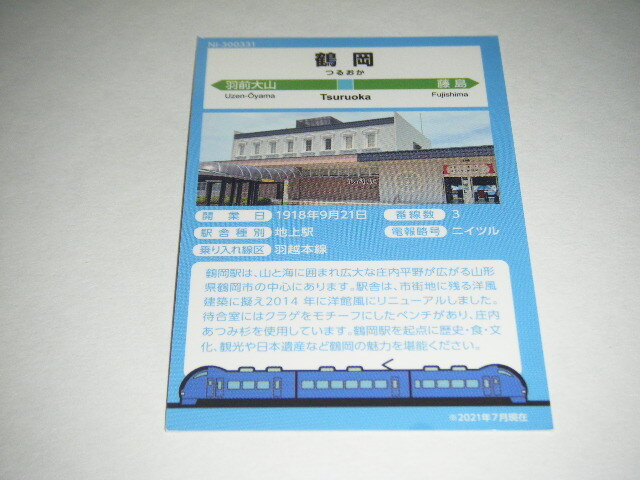 NI-300331
鶴岡
つるおか
羽前大山 藤島
Uzen-Ōyama Tsuruoka Fujishima
開業日 1918年9月21日 番線数 3
駅舎種別 地上駅 電報略号 ニイツル
乗り入れ線区 羽越本線
鶴岡駅は、山と海に囲まれ広大な庄内平野が広がる山形
県鶴岡市の中心にあります。駅舎は、市街地に残る洋風
建築に擬え2014年に洋館風にリニューアルしました。
待合室にはクラゲをモチーフにしたベンチがあり、庄内
あつみ杉を使用しています。鶴岡駅を起点に歴史・食・文
化、観光や日本遺産など鶴岡の魅力を堪能ください。
※2021年7月現在